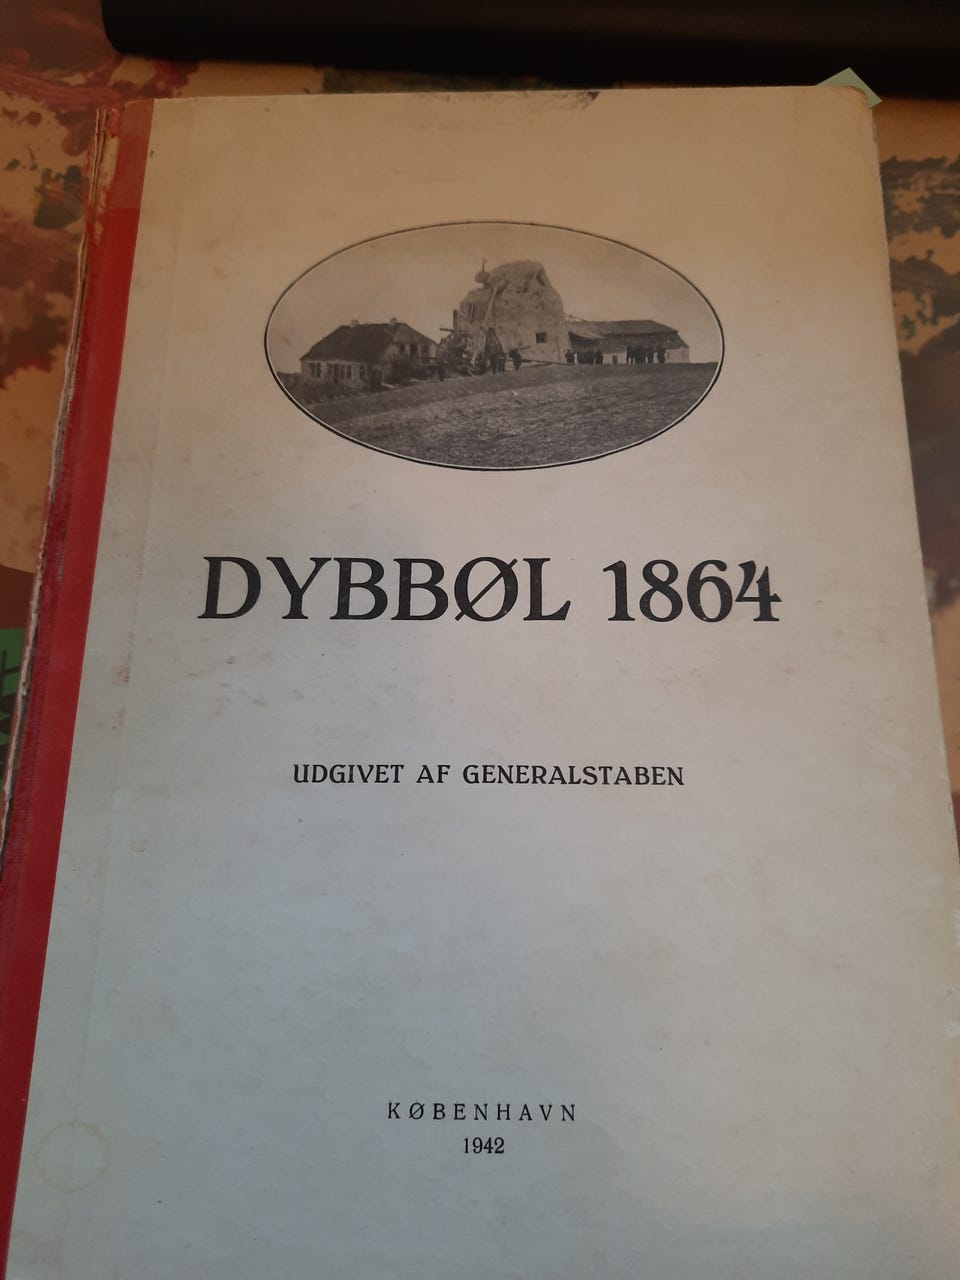 DYBBØL 1864
UDGIVET AF GENERALSTABEN
KØBENHAVN
1942